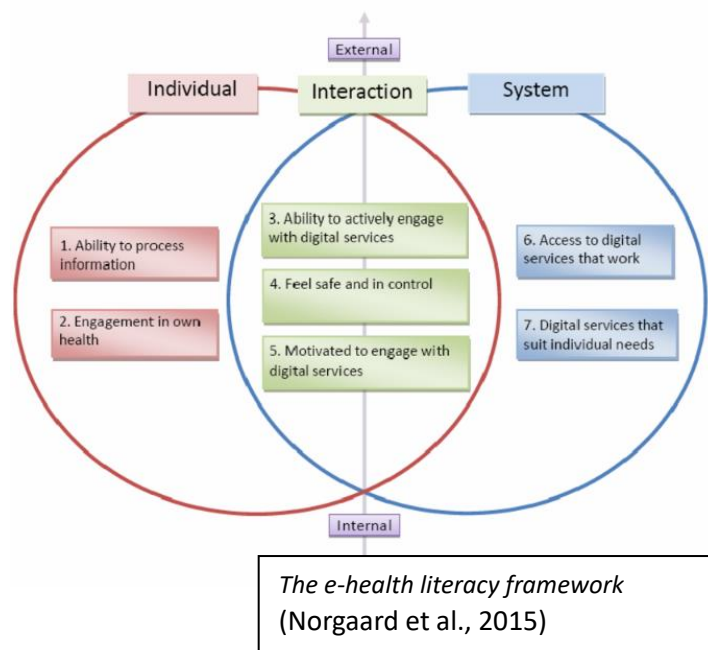 External
Individual
Interaction
System
1. Ability to process
information
2. Engagement in own
health
3. Ability to actively engage
with digital services
4. Feel safe and in control
5. Motivated to engage with
digital services
6. Access to digital
services that work
7. Digital services that
suit individual needs
Internal
The e-health literacy framework
(Norgaard et al., 2015)